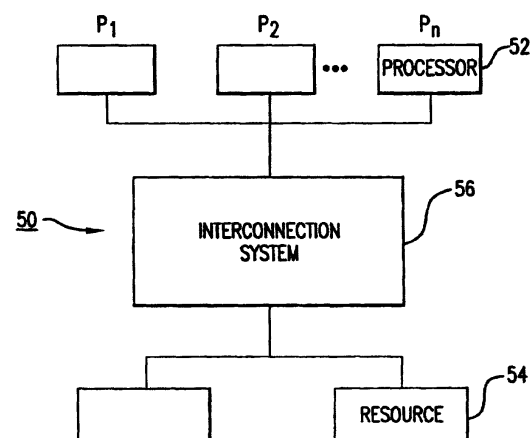 P1 P2 Pn
••• PROCESSOR 52
INTERCONNECTION
SYSTEM
56
50
RESOURCE
54